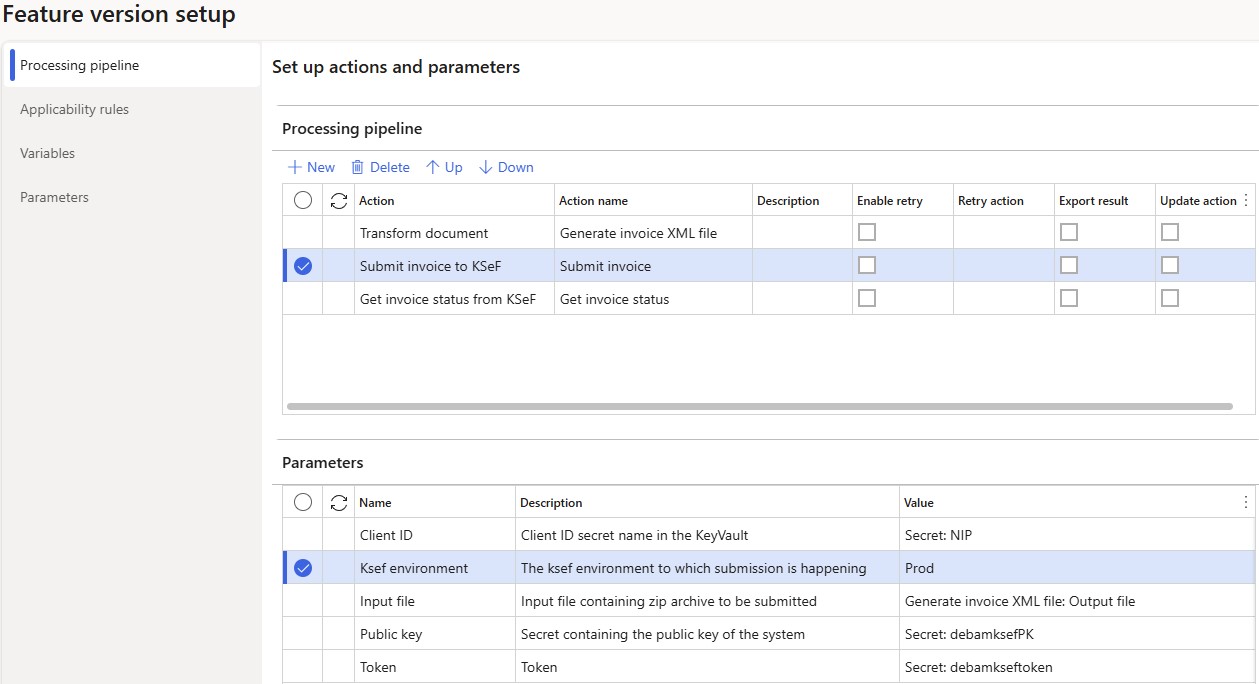 Feature version setup
Processing pipeline
Applicability rules
Variables
Parameters
Set up actions and parameters
Processing pipeline
New Delete Up Down
Action Action name Description Enable retry Retry action Export result Update action
Transform document Generate invoice XML file
Submit invoice to KSeF Submit invoice
Get invoice status from KSeF Get invoice status
Parameters
Name Description Value
Client ID Client ID secret name in the KeyVault Secret: NIP
Ksef environment The ksef environment to which submission is happening Prod
Input file Input file containing zip archive to be submitted Generate invoice XML file: Output file
Public key Secret containing the public key of the system Secret: debamksefPK
Token Token Secret: debamkseftoken